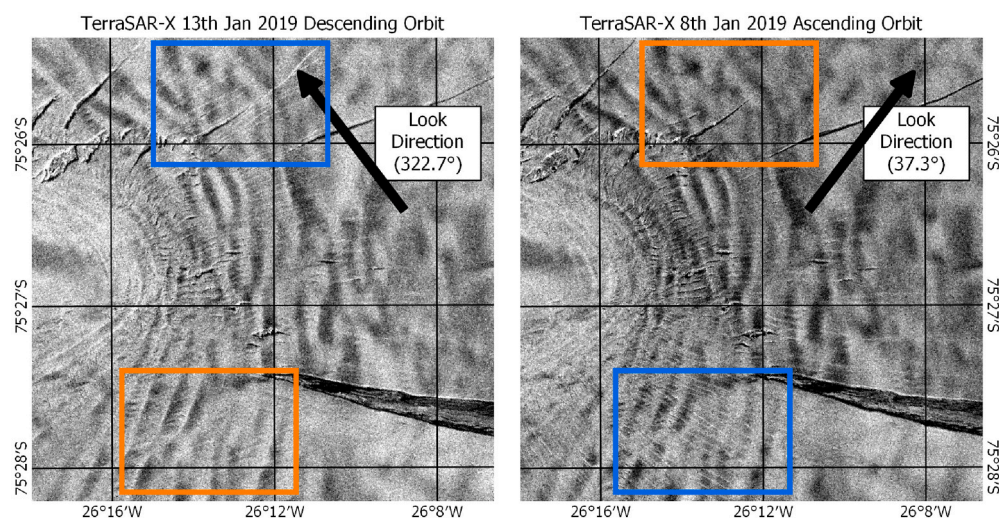 TerraSAR-X 13th Jan 2019 Descending Orbit
TerraSAR-X 8th Jan 2019 Ascending Orbit
Look
Direction
(322.7°)
Look
Direction
(37.3°)
75°26'S
75°27'S
75°28'S
75°26'S
75°27'S
75°28'S
26°16'W
26°12'W
26°8'W
26°16'W
26°12'W
26°8'W